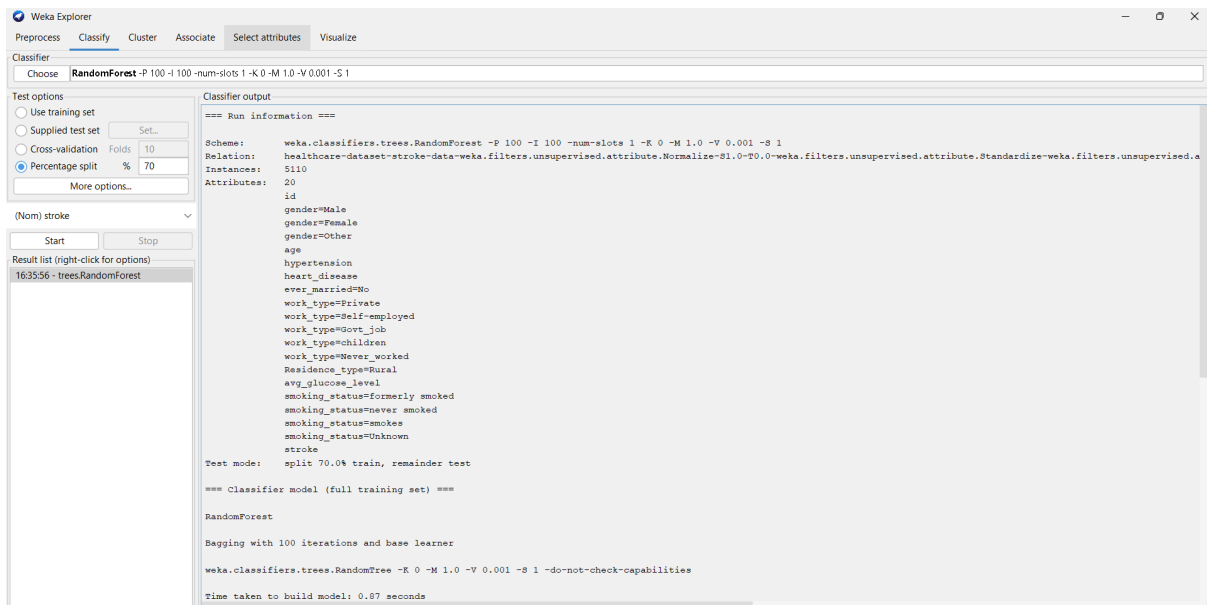 Weka Explorer
Preprocess Classify Cluster Associate Select attributes Visualize
Classifier
Choose RandomForest -P 100 -I 100 -num-slots 1 -K 0 -M 1.0 -V 0.001 -S 1
Test options
Use training set
Supplied test set Set...
Cross-validation Folds 10
Percentage split % 70
More options...
(Nom) stroke
Start Stop
Result list (right-click for options)
16:35:56 - trees.RandomForest
Classifier output
=== Run information ===
Scheme: weka.classifiers.trees.RandomForest -P 100 -I 100 -num-slots 1 -K 0 -M 1.0 -V 0.001 -S 1
Relation: healthcare-dataset-stroke-data-weka.filters.unsupervised.attribute.Normalize-S1.0-T0.0-weka.filters.unsupervised.attribute.Standardize-weka.filters.unsupervised.a
Instances: 5110
Attributes: 20
id
gender=Male
gender=Female
gender=Other
age
hypertension
heart_disease
ever_married=No
work_type=Private
work_type=Self-employed
work_type=Govt_job
work_type=children
work_type=Never_worked
Residence_type=Rural
avg_glucose_level
smoking_status=formerly smoked
smoking_status=never smoked
smoking_status=smokes
smoking_status=Unknown
stroke
Test mode: split 70.0% train, remainder test
=== Classifier model (full training set) ===
RandomForest
Bagging with 100 iterations and base learner
weka.classifiers.trees.RandomTree -K 0 -M 1.0 -V 0.001 -S 1 -do-not-check-capabilities
Time taken to build model: 0.87 seconds